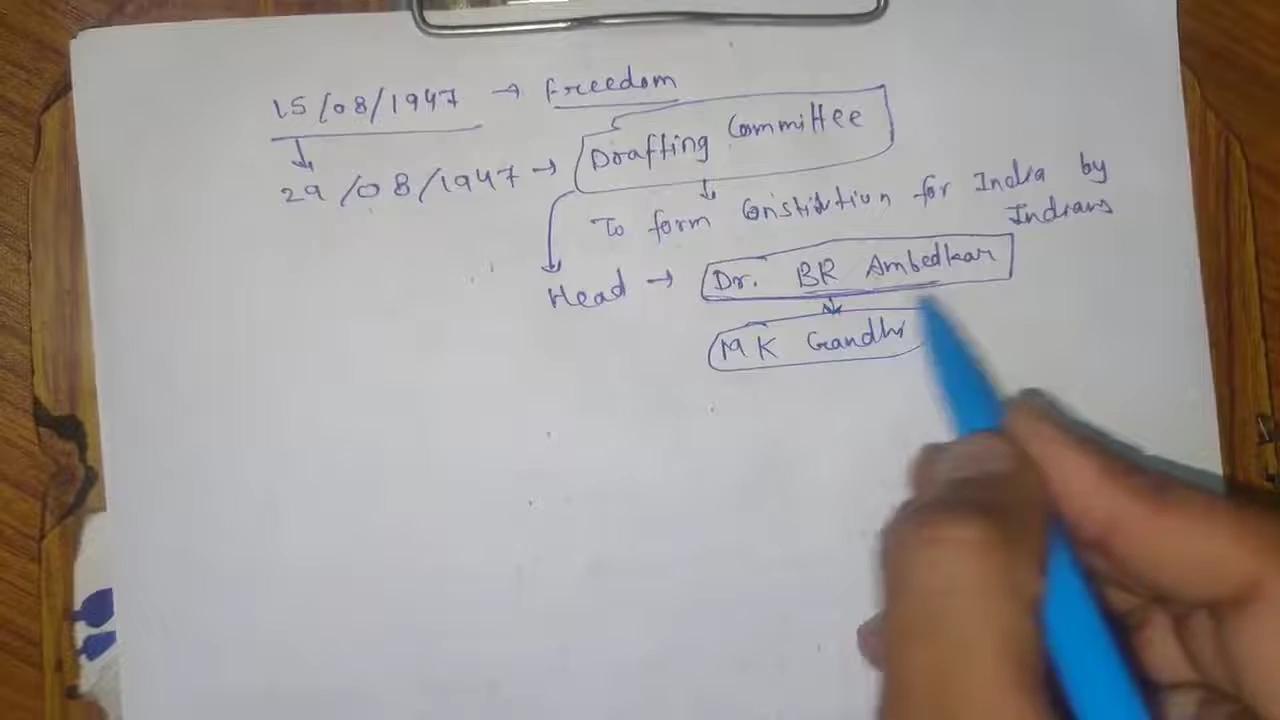 15/08/1947 → Freedom
29/08/1947 → Drafting Committee
To form Constitution for India by
Indians
Head → Dr. BR Ambedkar
MK Gandhi